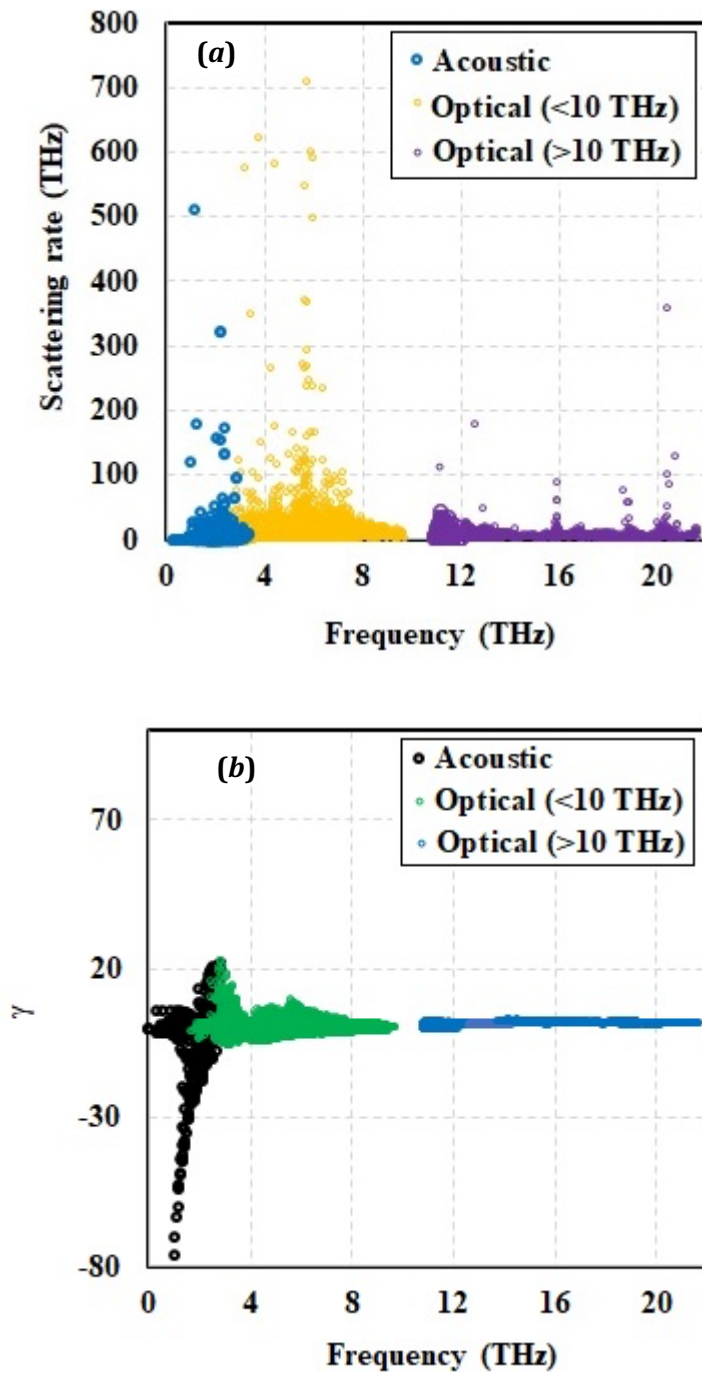 (a)
Acoustic
Optical (<10 THz)
Optical (>10 THz)
Scattering rate (THz)
800
700
600
500
400
300
200
100
0
0 4 8 12 16 20
Frequency (THz)
(b)
Acoustic
Optical (<10 THz)
Optical (>10 THz)
γ
70
20
-30
-80
0 4 8 12 16 20
Frequency (THz)